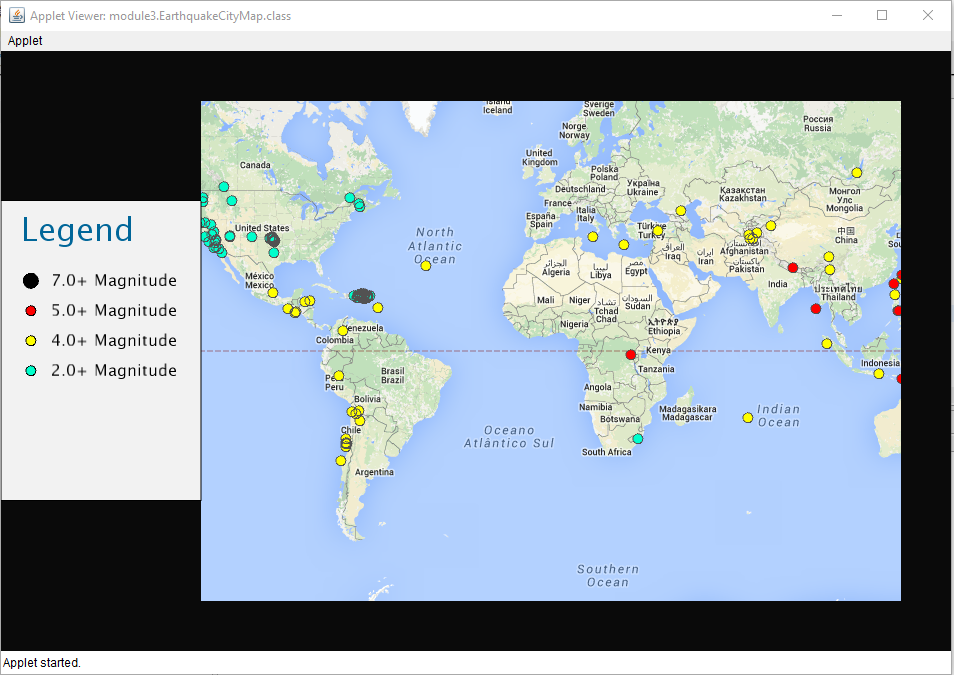 Applet Viewer: module3.EarthquakeCityMap.class
Applet
Legend
7.0+ Magnitude
5.0+ Magnitude
4.0+ Magnitude
2.0+ Magnitude
Iceland
Sverige
Sweden
Norge
Norway
Россия
Russia
Canada
United
Kingdom
Polska
Poland
Deutschland
Україна
Ukraine
Қазақстан
Kazakhstan
Монгол
Улс
Mongolia
France
Italia
Italy
España
Spain
United States
North
Atlantic
Ocean
Türkiye
Turkey
العراق
Iraq
ایران
Iran
افغانستان
Afghanistan
پاکستان
Pakistan
中国
China
México
Mexico
الجزائر
Algeria
ليبيا
Libya
مصر
Egypt
India
ประเทศไทย
Thailand
Mali
Niger
تشاد
Tchad
Chad
السودان
Sudan
Nigeria
ኢትዮጵያ
Ethiopia
Venezuela
Colombia
Kenya
Indonesia
Tanzania
Perú
Peru
Brasil
Brazil
Angola
Bolivia
Namibia
Botswana
Madagasikara
Madagascar
Indian
Ocean
Chile
Oceano
Atlântico Sul
South Africa
Argentina
Southern
Ocean
Applet started.